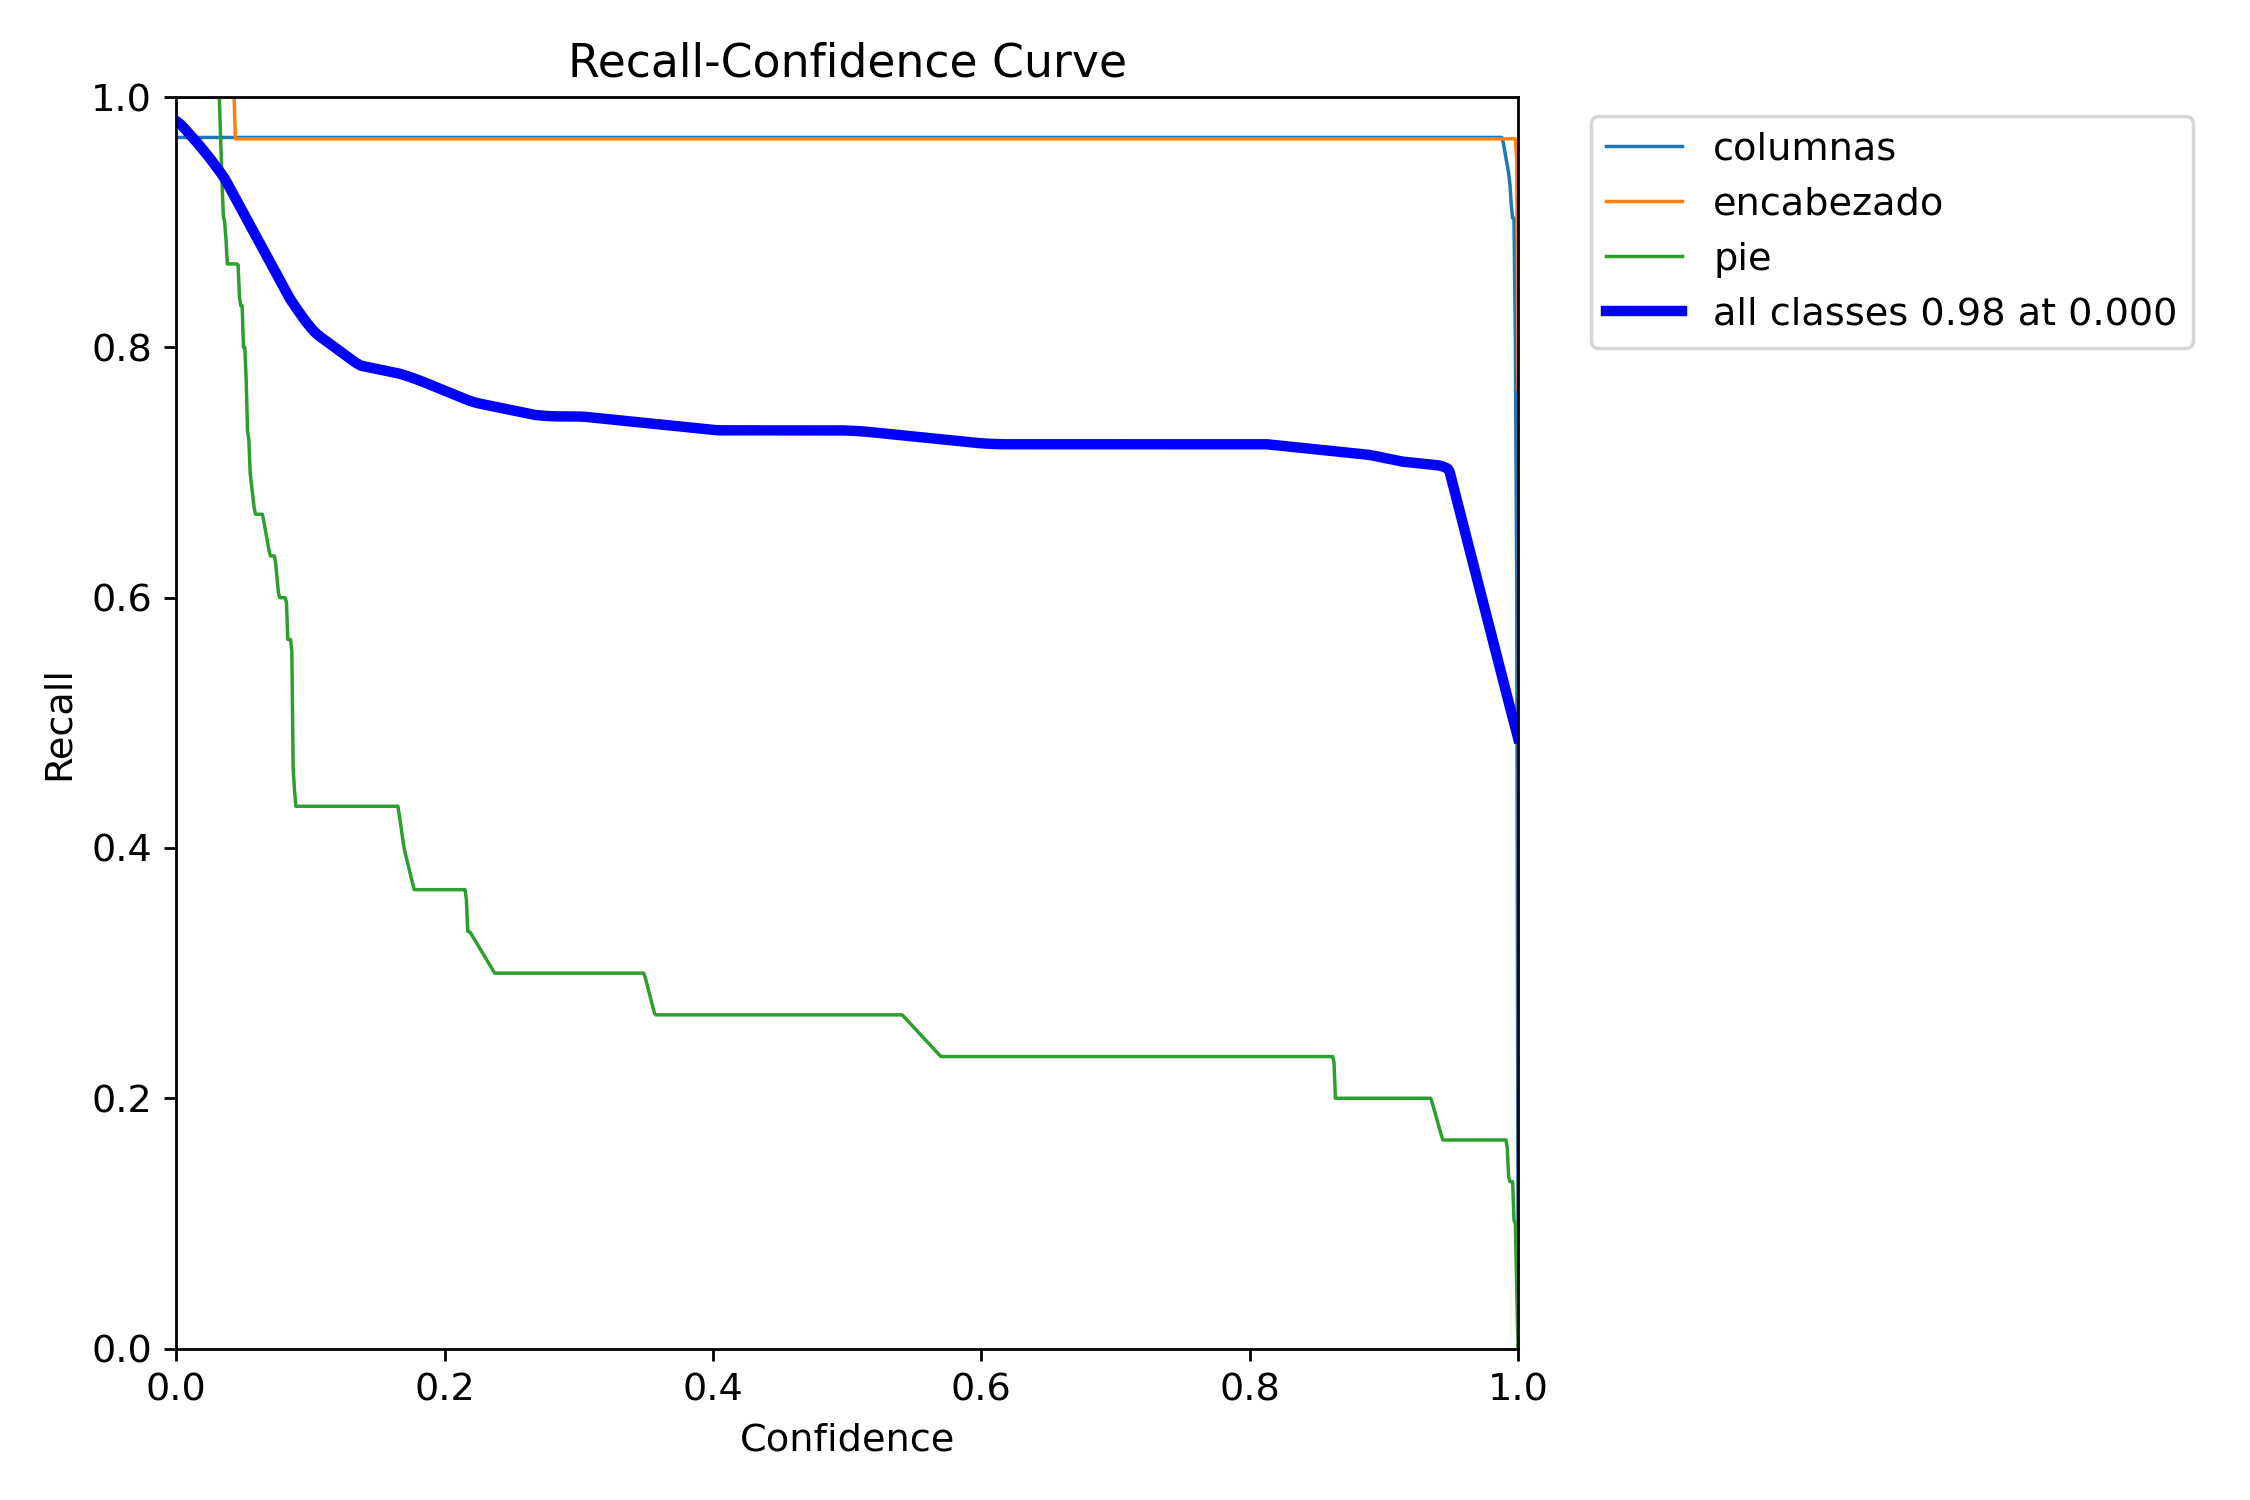 Recall-Confidence Curve
1.0
0.8
0.6
0.4
0.2
0.0
Recall
0.0 0.2 0.4 0.6 0.8 1.0
Confidence
columnas
encabezado
pie
all classes 0.98 at 0.000